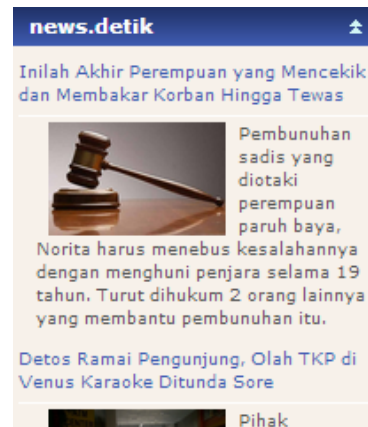 news.detik
Inilah Akhir Perempuan yang Mencekik
dan Membakar Korban Hingga Tewas
Pembunuhan
sadis yang
diotaki
perempuan
paruh baya,
Norita harus menebus kesalahannya
dengan menghuni penjara selama 19
tahun. Turut dihukum 2 orang lainnya
yang membantu pembunuhan itu.
Detos Ramai Pengunjung, Olah TKP di
Venus Karaoke Ditunda Sore
Pihak